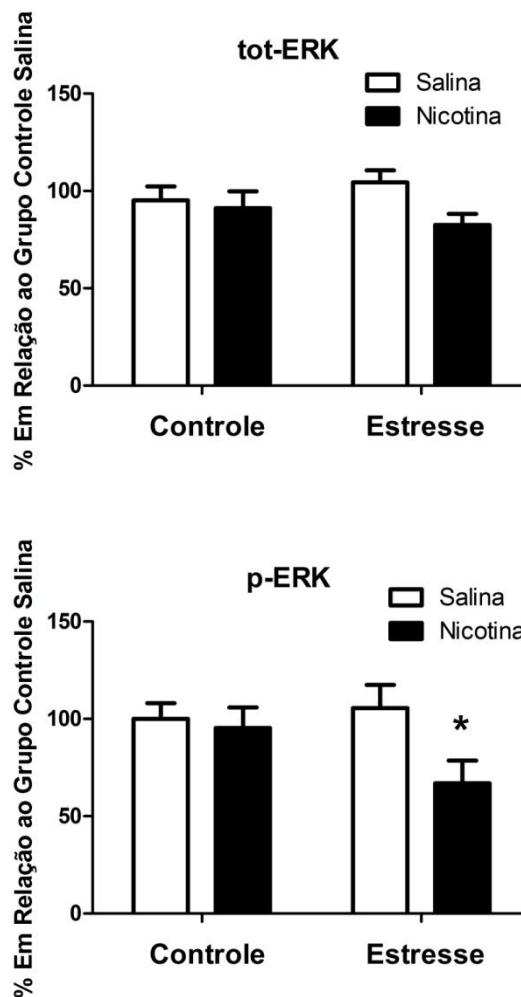 tot-ERK
Salina
Nicotina
% Em Relação ao Grupo Controle Salina
150
100
50
0
Controle Estresse
p-ERK
Salina
Nicotina
% Em Relação ao Grupo Controle Salina
150
100
*
50
0
Controle Estresse